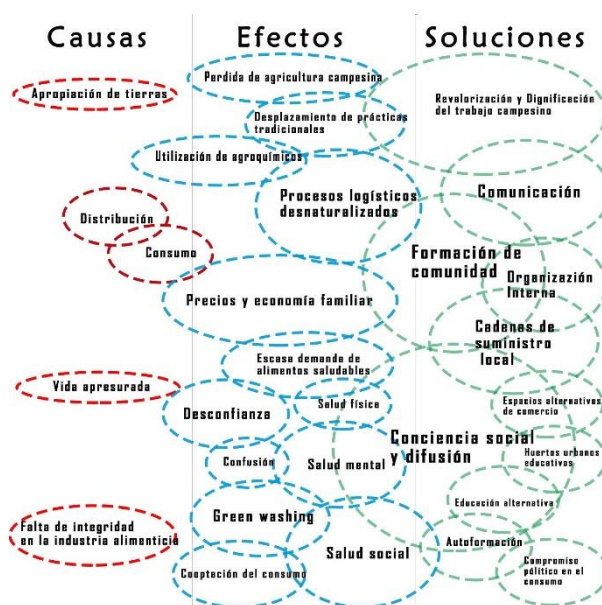 Causas
Efectos
Soluciones
Apropiación de tierras
Distribución
Consumo
Vida apresurada
Falta de integridad
en la industria alimenticia
Perdida de agricultura campesina
Desplazamiento de prácticas
tradicionales
Utilización de agroquímicos
Procesos logísticos
desnaturalizados
Precios y economía familiar
Escasa demanda de
alimentos saludables
Salud física
Desconfianza
Confusión
Salud mental
Green washing
Salud social
Cooptación del consumo
Revalorización y Dignificación
del trabajo campesino
Comunicación
Formación de
comunidad
Organización
Interna
Cadenas de
suministro
local
Espacios alternativos
de comercio
Conciencia social
y difusión
Huertos urbanos
educativos
Educación alternativa
Autoformación
Compromiso
político en el
consumo